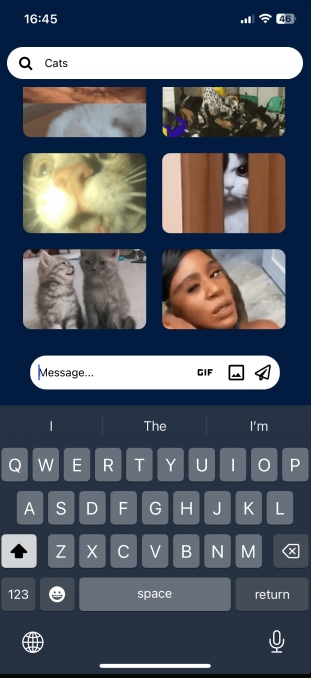 16:45
46
Cats
Message...
GIF
I
The
I'm
Q W E R T Y U I O P
A S D F G H J K L
Z X C V B N M
123
space
return